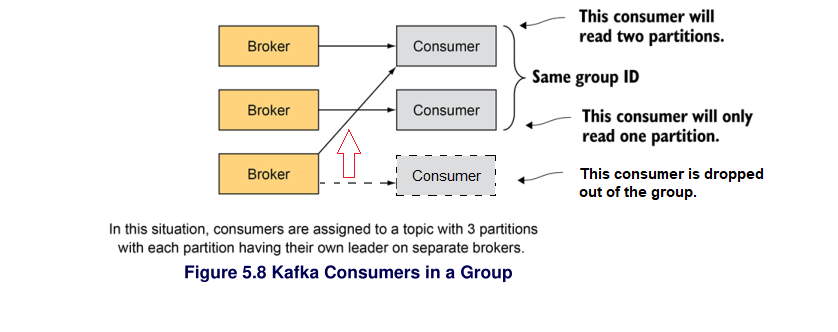 This consumer will
read two partitions.
Broker
Consumer
Same group ID
Broker
Consumer
This consumer will only
read one partition.
Broker
Consumer
This consumer is dropped
out of the group.
In this situation, consumers are assigned to a topic with 3 partitions
with each partition having their own leader on separate brokers.
Figure 5.8 Kafka Consumers in a Group